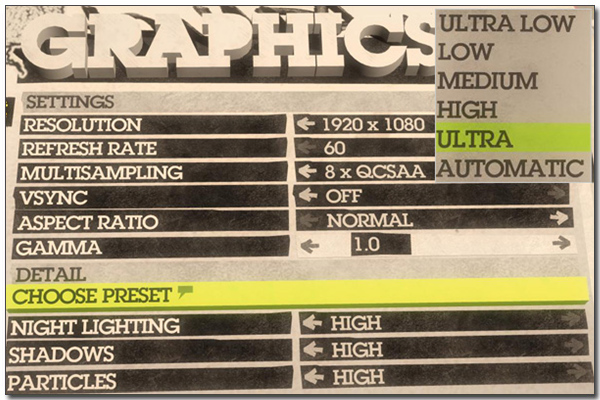 GRAPHICS
SETTINGS
RESOLUTION 1920 x 1080
REFRESH RATE 60
MULTISAMPLING 8 x QCSAA
VSYNC OFF
ASPECT RATIO NORMAL
GAMMA 1.0
DETAIL
CHOOSE PRESET
NIGHT LIGHTING HIGH
SHADOWS HIGH
PARTICLES HIGH
ULTRA LOW
LOW
MEDIUM
HIGH
ULTRA
AUTOMATIC